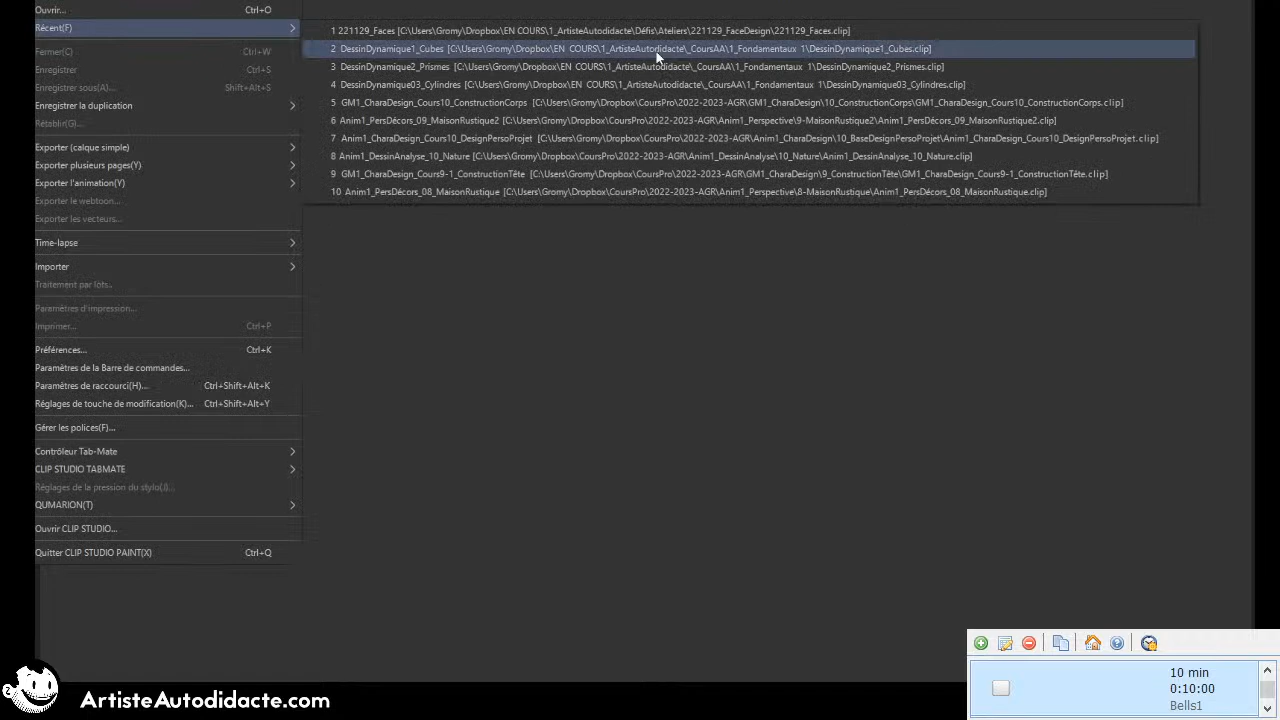 Ouvrir... Ctrl+O
Récent(F)
1 221129_Faces [C:\Users\Gromy\Dropbox\EN COURS\1_ArtisteAutodidacte\Défis\Ateliers\221129_FaceDesign\221129_Faces.clip]
2 DessinDynamique1_Cubes [C:\Users\Gromy\Dropbox\EN COURS\1_ArtisteAutodidacte\_CoursAA\1_Fondamentaux 1\DessinDynamique1_Cubes.clip]
3 DessinDynamique2_Prismes [C:\Users\Gromy\Dropbox\EN COURS\1_ArtisteAutodidacte\_CoursAA\1_Fondamentaux 1\DessinDynamique2_Prismes.clip]
4 DessinDynamique03_Cylindres [C:\Users\Gromy\Dropbox\EN COURS\1_ArtisteAutodidacte\_CoursAA\1_Fondamentaux 1\DessinDynamique03_Cylindres.clip]
5 GM1_CharaDesign_Cours10_ConstructionCorps [C:\Users\Gromy\Dropbox\CoursPro\2022-2023-AGR\GM1_CharaDesign\10_ConstructionCorps\GM1_CharaDesign_Cours10_ConstructionCorps.clip]
6 Anim1_PersDécors_09_MaisonRustique2 [C:\Users\Gromy\Dropbox\CoursPro\2022-2023-AGR\Anim1_Perspective\9-MaisonRustique2\Anim1_PersDécors_09_MaisonRustique2.clip]
7 Anim1_CharaDesign_Cours10_DesignPersoProjet [C:\Users\Gromy\Dropbox\CoursPro\2022-2023-AGR\Anim1_CharaDesign\10_BaseDesignPersoProjet\Anim1_CharaDesign_Cours10_DesignPersoProjet.clip]
8 Anim1_DessinAnalyse_10_Nature [C:\Users\Gromy\Dropbox\CoursPro\2022-2023-AGR\Anim1_DessinAnalyse\10_Nature\Anim1_DessinAnalyse_10_Nature.clip]
9 GM1_CharaDesign_Cours9-1_ConstructionTête [C:\Users\Gromy\Dropbox\CoursPro\2022-2023-AGR\GM1_CharaDesign\9_ConstructionTête\GM1_CharaDesign_Cours9-1_ConstructionTête.clip]
10 Anim1_PersDécors_08_MaisonRustique [C:\Users\Gromy\Dropbox\CoursPro\2022-2023-AGR\Anim1_Perspective\8-MaisonRustique\Anim1_PersDécors_08_MaisonRustique.clip]
Fermer(C) Ctrl+W
Enregistrer Ctrl+S
Enregistrer sous(A)... Shift+Alt+S
Enregistrer la duplication
Rétablir(G)...
Exporter (calque simple)
Exporter plusieurs pages(Y)
Exporter l'animation(Y)
Exporter le webtoon...
Exporter les vecteurs...
Time-lapse
Importer
Traitement par lots..
Paramètres d'impression...
Imprimer... Ctrl+P
Préférences... Ctrl+K
Paramètres de la Barre de commandes...
Paramètres de raccourci(H)... Ctrl+Shift+Alt+K
Réglages de touche de modification(K)... Ctrl+Shift+Alt+Y
Gérer les polices(F)...
Contrôleur Tab-Mate
CLIP STUDIO TABMATE
Réglages de la pression du stylo(J)...
QUMARION(T)
Ouvrir CLIP STUDIO...
Quitter CLIP STUDIO PAINT(X) Ctrl+Q
10 min
0:10:00
Bells1
ArtisteAutodidacte.com